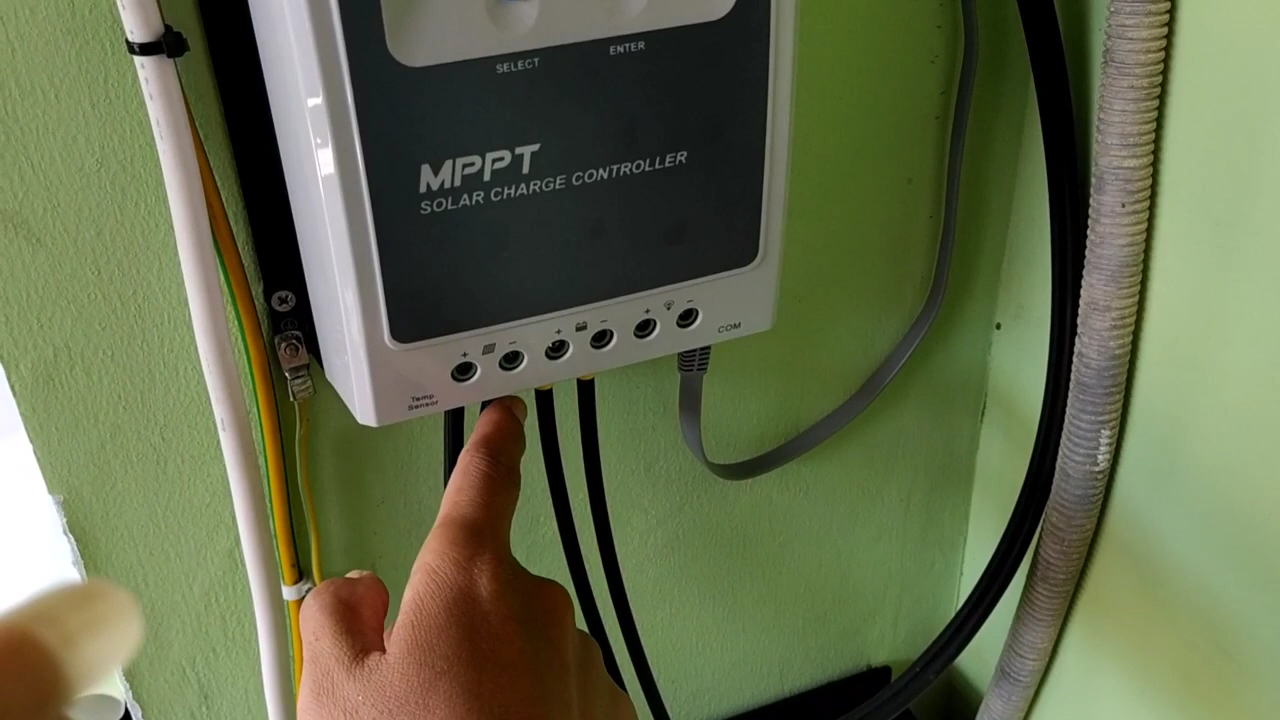 SELECT
ENTER
MPPT
SOLAR CHARGE CONTROLLER
+ - + - + -
COM
Temp.
Sensor